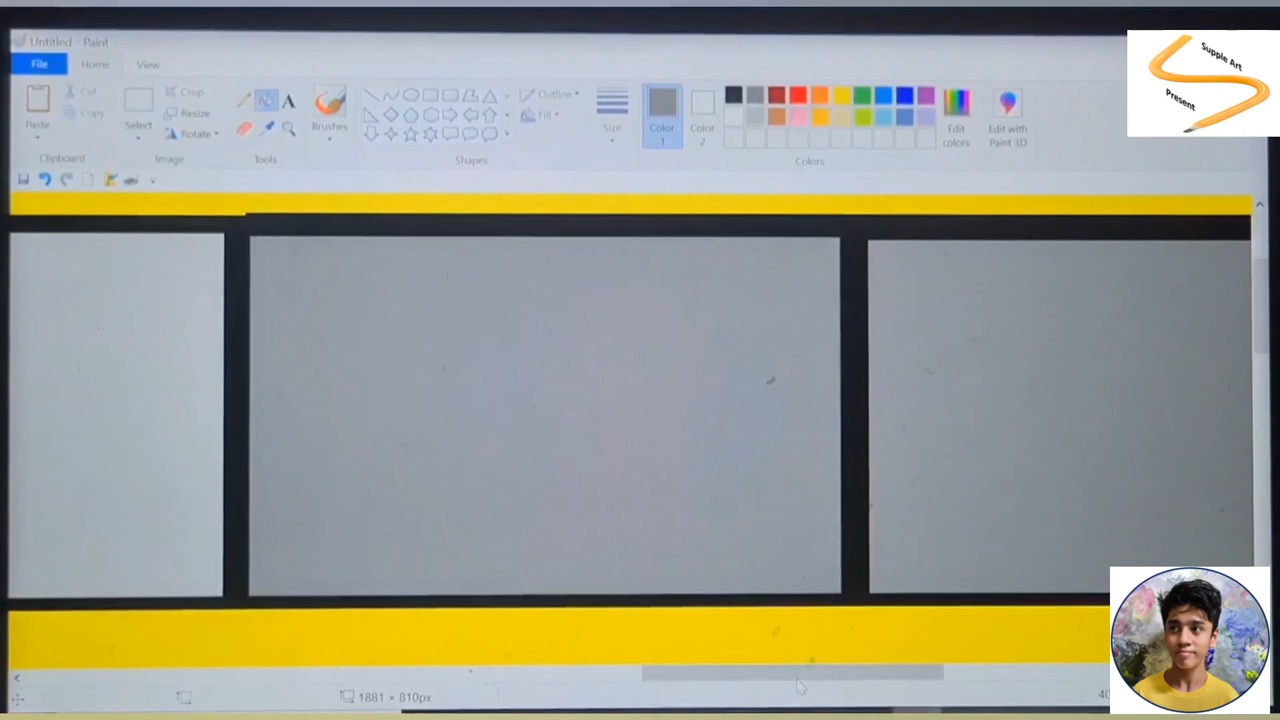 Untitled - Paint
File Home View
Paste
Cut
Copy
Clipboard
Select
Crop
Resize
Rotate
Image
A
Tools
Brushes
Outline
Fill
Shapes
Size
Color 1
Color 2
Edit colors
Edit with Paint 3D
Colors
Supple Art
Present
1881 × 810px